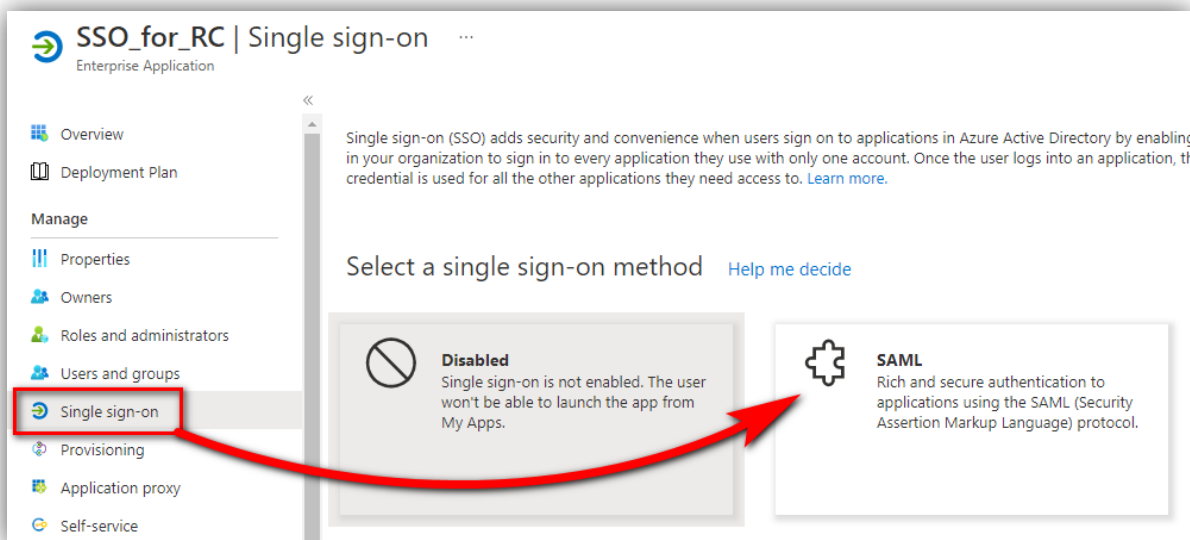 SSO_for_RC | Single sign-on ...
Enterprise Application
«
Overview
Deployment Plan
Manage
Properties
Owners
Roles and administrators
Users and groups
Single sign-on
Provisioning
Application proxy
Self-service
Single sign-on (SSO) adds security and convenience when users sign on to applications in Azure Active Directory by enabling
in your organization to sign in to every application they use with only one account. Once the user logs into an application, th
credential is used for all the other applications they need access to. Learn more.
Select a single sign-on method Help me decide
Disabled
Single sign-on is not enabled. The user
won't be able to launch the app from
My Apps.
SAML
Rich and secure authentication to
applications using the SAML (Security
Assertion Markup Language) protocol.